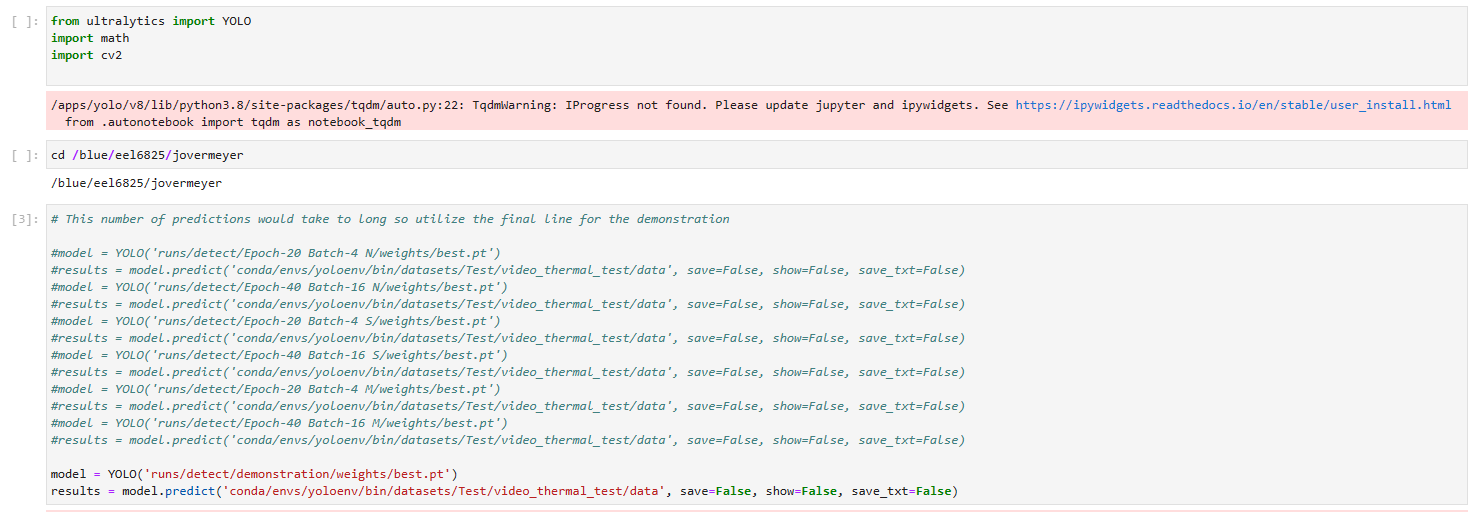 [ ]: from ultralytics import YOLO
import math
import cv2
/apps/yolo/v8/lib/python3.8/site-packages/tqdm/auto.py:22: TqdmWarning: IProgress not found. Please update jupyter and ipywidgets. See https://ipywidgets.readthedocs.io/en/stable/user_install.html
from .autonotebook import tqdm as notebook_tqdm
[ ]: cd /blue/eel6825/jovermeyer
/blue/eel6825/jovermeyer
[3]: # This number of predictions would take to long so utilize the final line for the demonstration
#model = YOLO('runs/detect/Epoch-20 Batch-4 N/weights/best.pt')
#results = model.predict('conda/envs/yoloenv/bin/datasets/Test/video_thermal_test/data', save=False, show=False, save_txt=False)
#model = YOLO('runs/detect/Epoch-40 Batch-16 N/weights/best.pt')
#results = model.predict('conda/envs/yoloenv/bin/datasets/Test/video_thermal_test/data', save=False, show=False, save_txt=False)
#model = YOLO('runs/detect/Epoch-20 Batch-4 S/weights/best.pt')
#results = model.predict('conda/envs/yoloenv/bin/datasets/Test/video_thermal_test/data', save=False, show=False, save_txt=False)
#model = YOLO('runs/detect/Epoch-40 Batch-16 S/weights/best.pt')
#results = model.predict('conda/envs/yoloenv/bin/datasets/Test/video_thermal_test/data', save=False, show=False, save_txt=False)
#model = YOLO('runs/detect/Epoch-20 Batch-4 M/weights/best.pt')
#results = model.predict('conda/envs/yoloenv/bin/datasets/Test/video_thermal_test/data', save=False, show=False, save_txt=False)
#model = YOLO('runs/detect/Epoch-40 Batch-16 M/weights/best.pt')
#results = model.predict('conda/envs/yoloenv/bin/datasets/Test/video_thermal_test/data', save=False, show=False, save_txt=False)
model = YOLO('runs/detect/demonstration/weights/best.pt')
results = model.predict('conda/envs/yoloenv/bin/datasets/Test/video_thermal_test/data', save=False, show=False, save_txt=False)